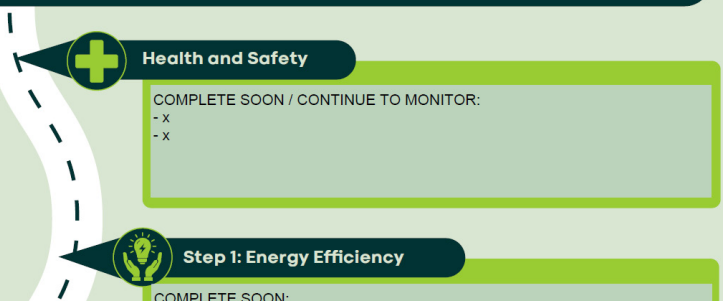 Health and Safety
COMPLETE SOON / CONTINUE TO MONITOR:
- x
- x
Step 1: Energy Efficiency
COMPLETE SOON: